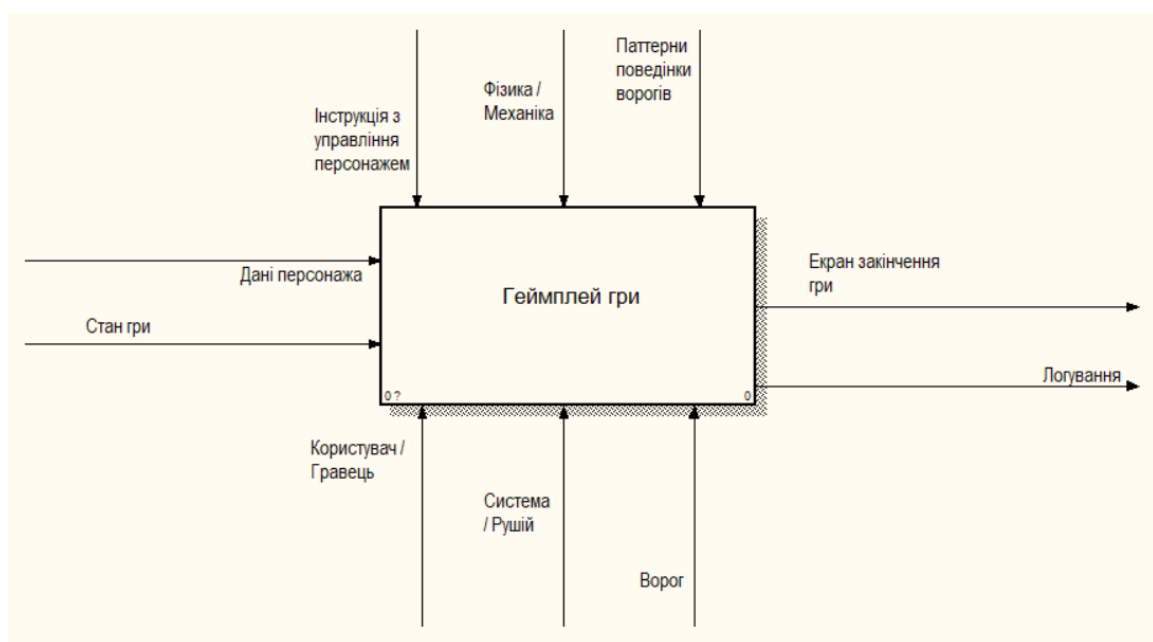 Паттерни
поведінки
ворогів
Фізика /
Механіка
Інструкція з
управління
персонажем
Дані персонажа
Стан гри
Геймплей гри
0 ?
0
Екран закінчення
гри
Логування
Користувач /
Гравець
Система
/ Рушій
Ворог